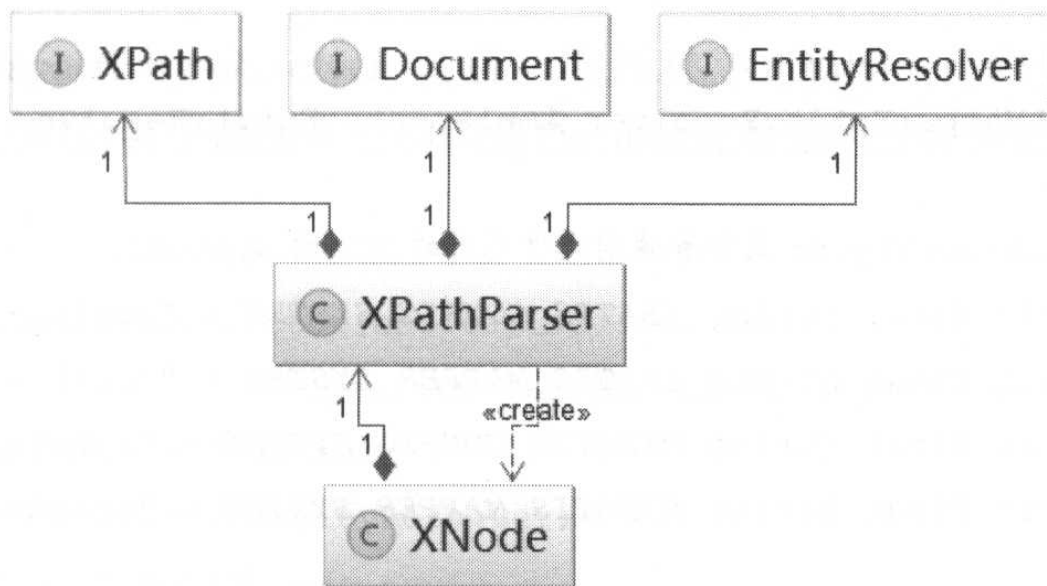 I XPath
I Document
I EntityResolver
1
1
1
1
1
1
C XPathParser
1
«create»
1
C XNode